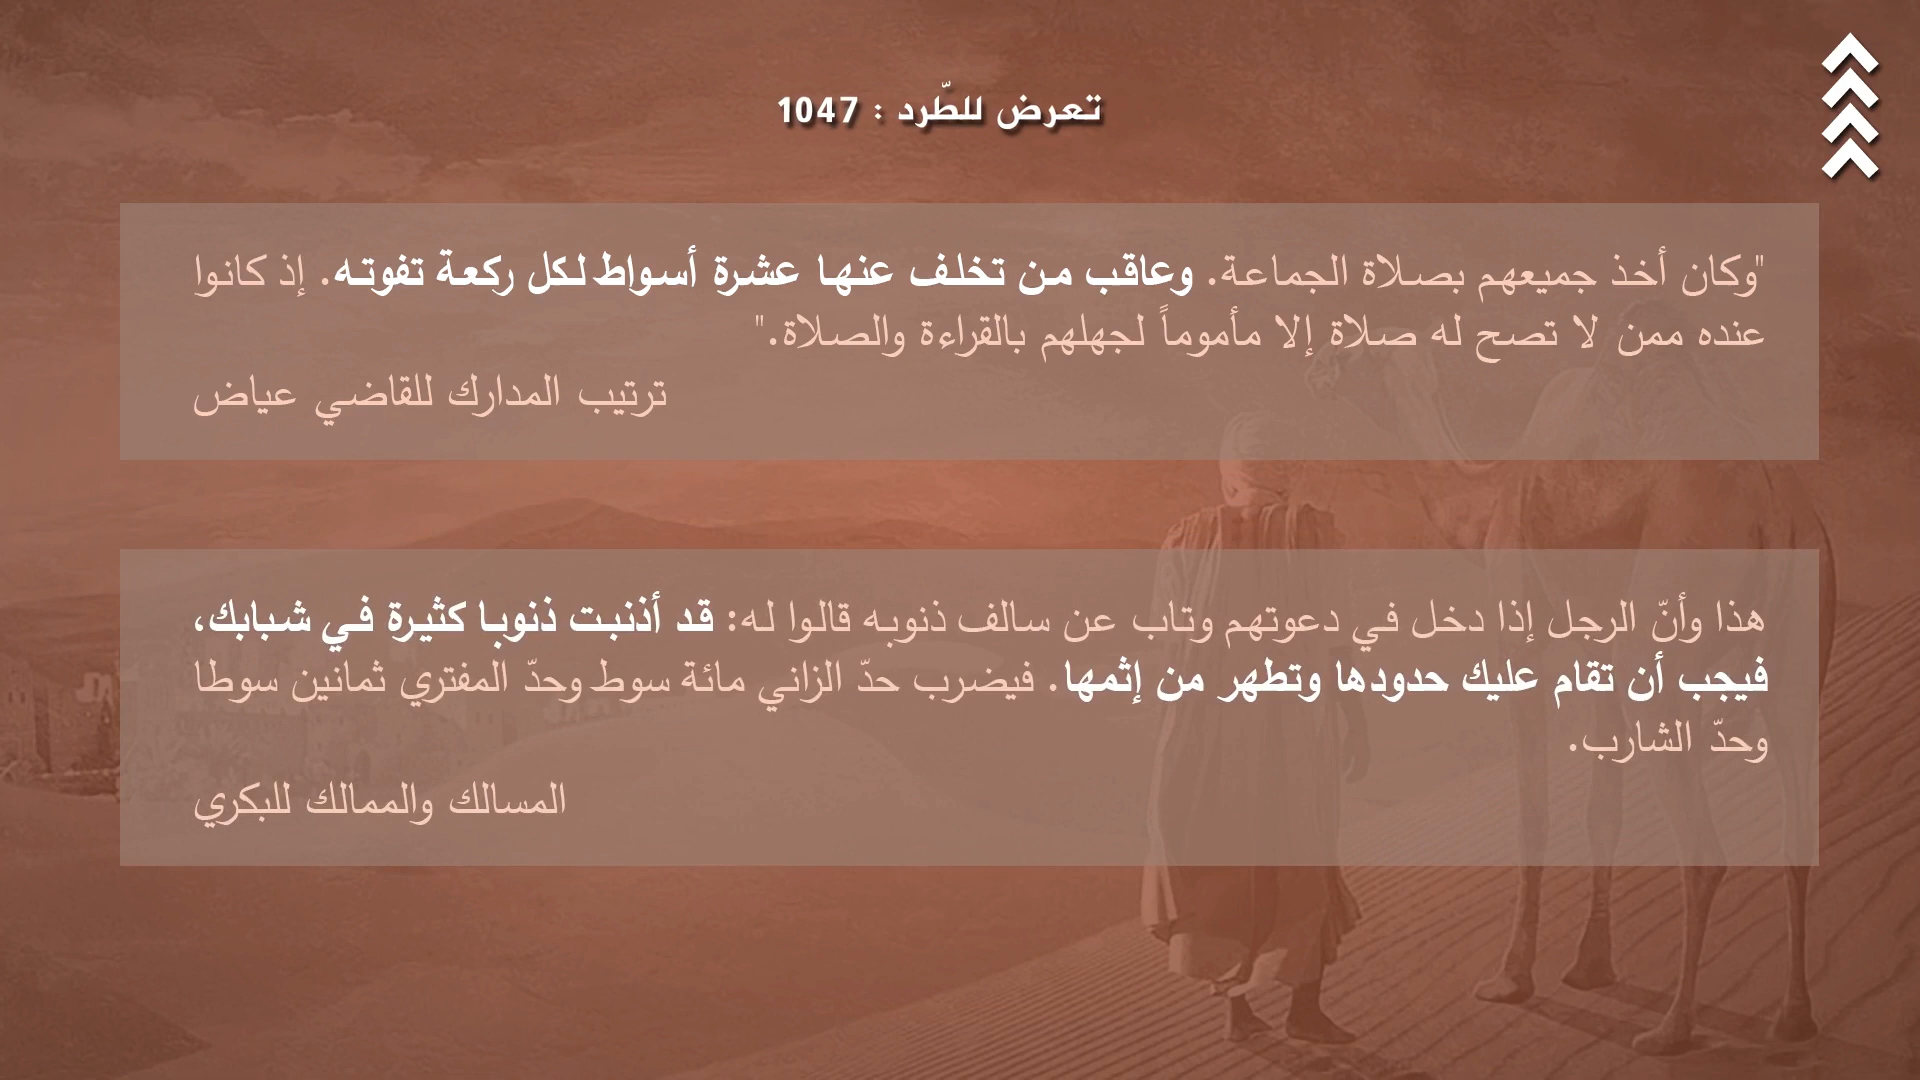 تعرض للطّرد : 1047
"وكان أخذ جميعهم بصلاة الجماعة. وعاقب من تخلف عنها عشرة أسواط لكل ركعة تفوته. إذ كانوا
عنده ممن لا تصح له صلاة إلا مأموماً لجهلهم بالقراءة والصلاة."
ترتيب المدارك للقاضي عياض
هذا وأنّ الرجل إذا دخل في دعوتهم وتاب عن سالف ذنوبه قالوا له: قد أذنبت ذنوبا كثيرة في شبابك،
فيجب أن تقام عليك حدودها وتطهر من إثمها. فيضرب حدّ الزاني مائة سوط وحدّ المفتري ثمانين سوطا
وحدّ الشارب.
المسالك والممالك للبكري